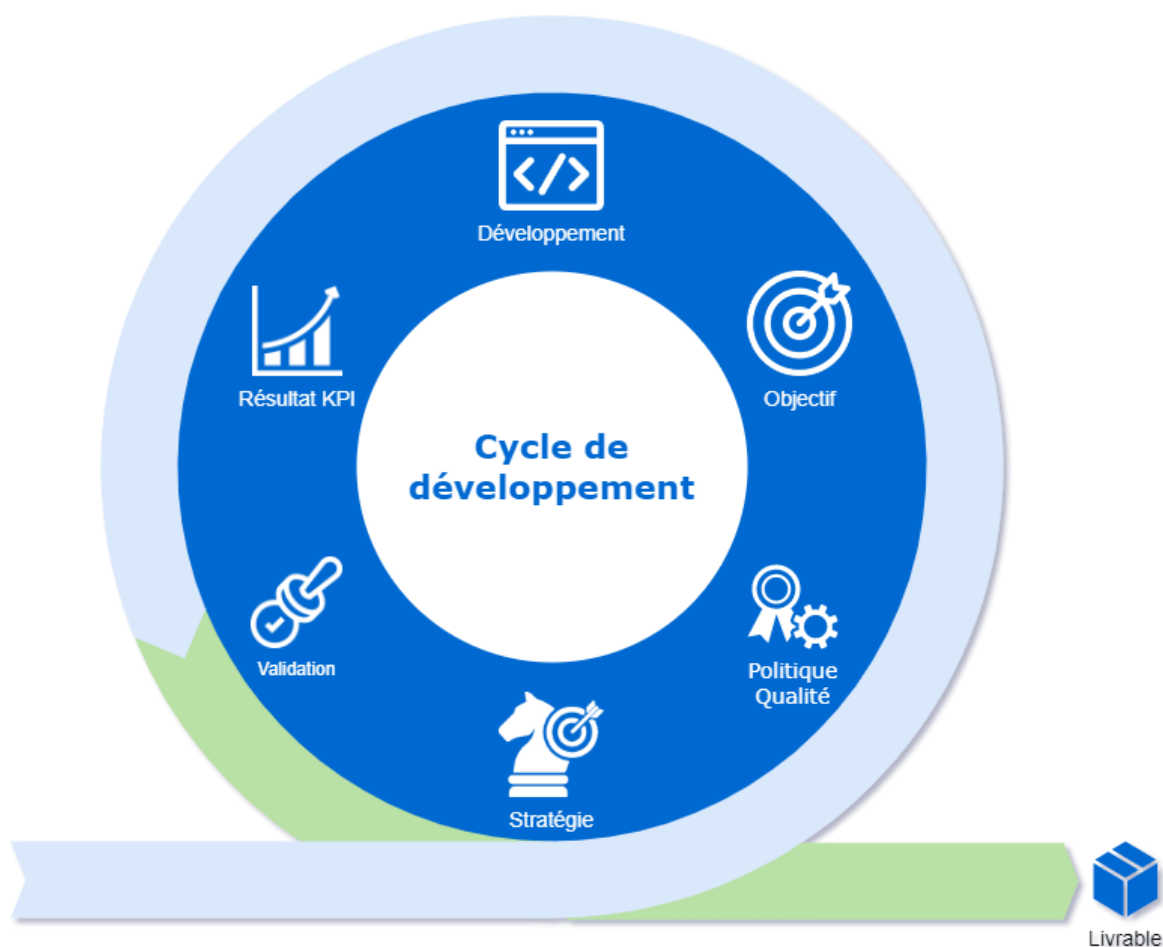 Développement
Résultat KPI
Objectif
Cycle de
développement
Validation
Politique
Qualité
Stratégie
Livrable